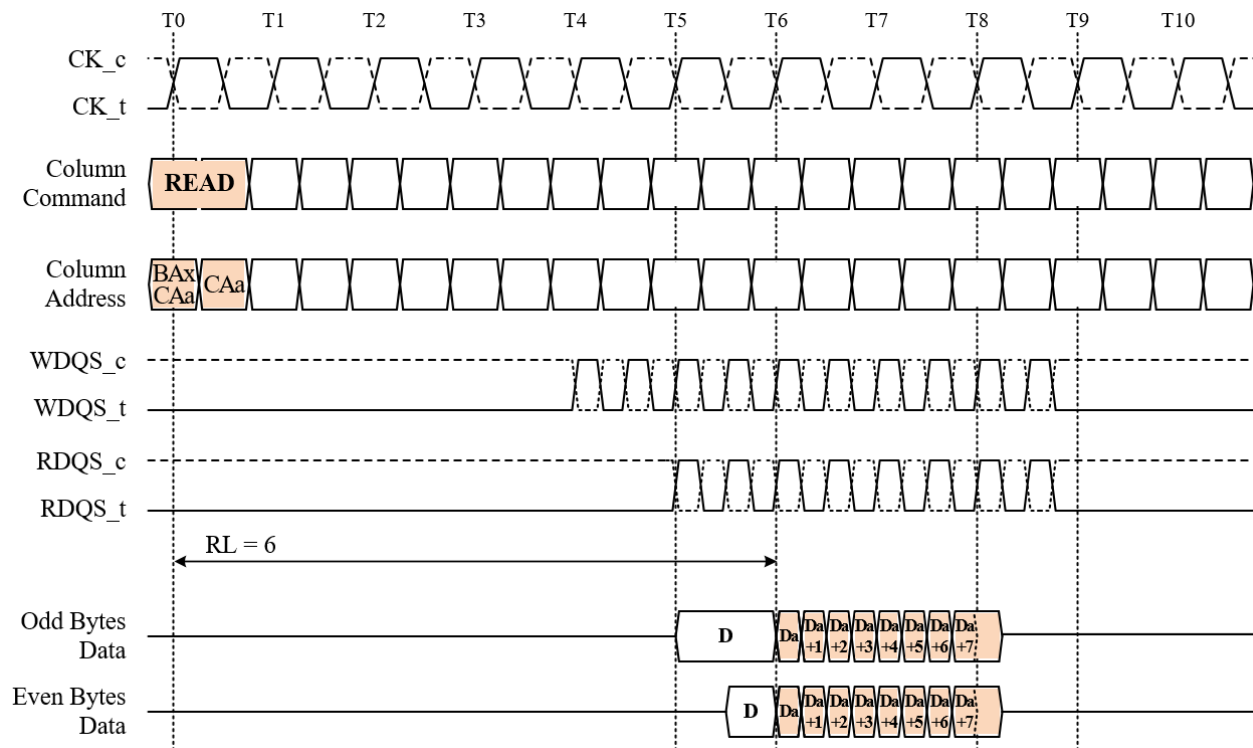 T0 T1 T2 T3 T4 T5 T6 T7 T8 T9 T10
CK_c
CK_t
Column
Command
READ
Column
Address
BAx
CAa
CAa
WDQS_c
WDQS_t
RDQS_c
RDQS_t
RL = 6
Odd Bytes
Data
D
Da
Da
+1
Da
+2
Da
+3
Da
+4
Da
+5
Da
+6
Da
+7
Even Bytes
Data
D
Da
Da
+1
Da
+2
Da
+3
Da
+4
Da
+5
Da
+6
Da
+7